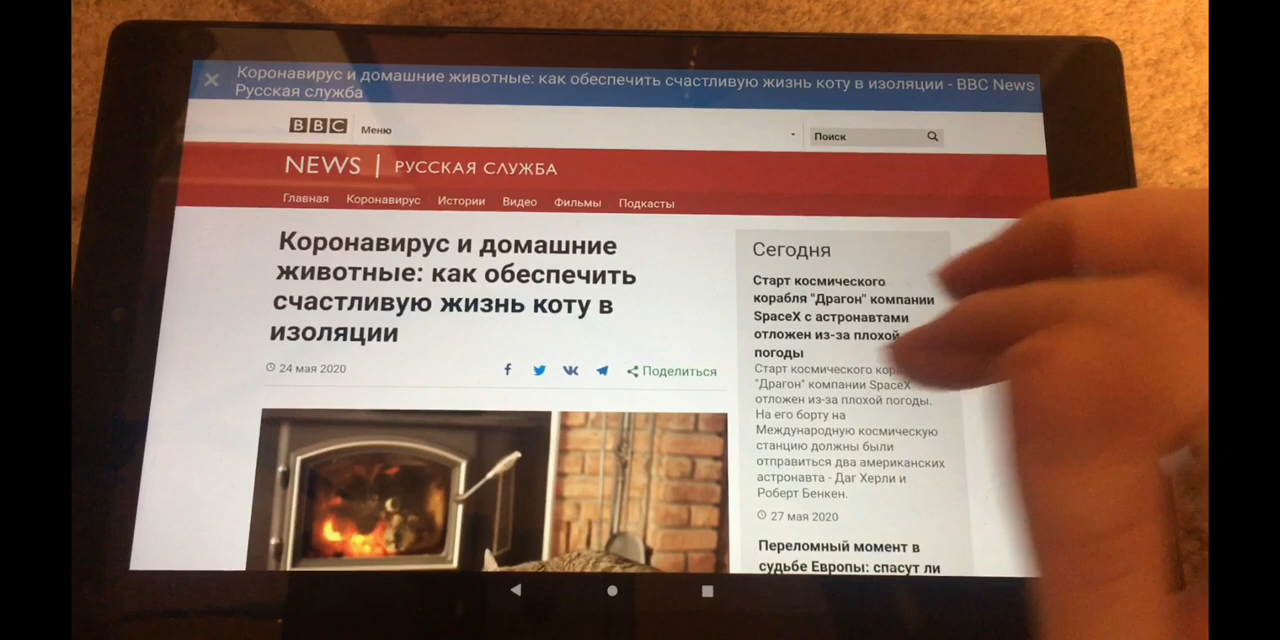 Коронавирус и домашние животные: как обеспечить счастливую жизнь коту в изоляции - BBC News
Русская служба
BBC Меню
Поиск
NEWS | РУССКАЯ СЛУЖБА
Главная Коронавирус Истории Видео Фильмы Подкасты
Коронавирус и домашние
животные: как обеспечить
счастливую жизнь коту в
изоляции
24 мая 2020
Поделиться
Сегодня
Старт космического
корабля "Драгон" компании
SpaceX с астронавтами
отложен из-за плохой
погоды
Старт космического
"Драгон" компании SpaceX
отложен из-за плохой погоды.
На его борту на
Международную космическую
станцию должны были
отправиться два американских
астронавта - Даг Херли и
Роберт Бенкен.
27 мая 2020
Переломный момент в
судьбе Европы: спасут ли